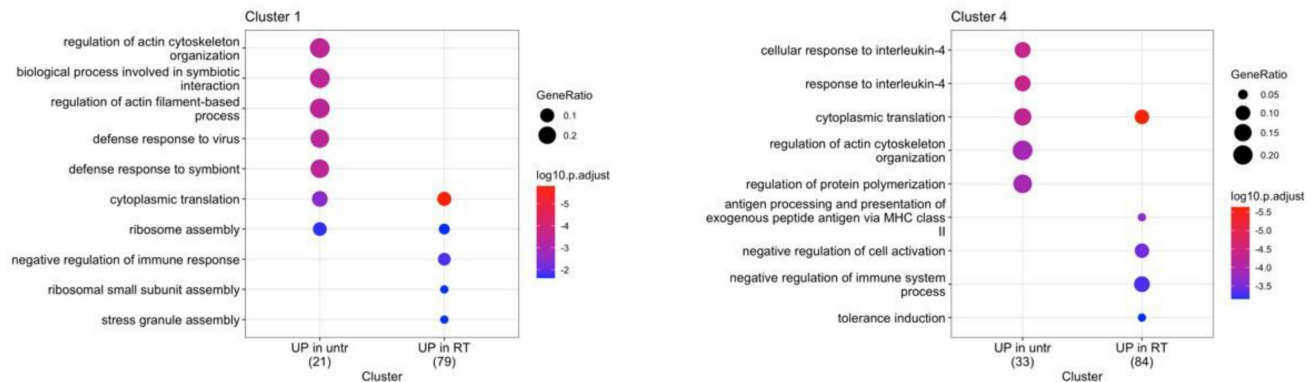 Cluster 1
regulation of actin cytoskeleton
organization
biological process involved in symbiotic
interaction
regulation of actin filament-based
process
defense response to virus
defense response to symbiont
cytoplasmic translation
ribosome assembly
negative regulation of immune response
ribosomal small subunit assembly
stress granule assembly
UP in untr
(21)
UP in RT
(79)
Cluster
GeneRatio
0.1
0.2
log10.p.adjust
-5
-4
-3
-2
Cluster 4
cellular response to interleukin-4
response to interleukin-4
cytoplasmic translation
regulation of actin cytoskeleton
organization
regulation of protein polymerization
antigen processing and presentation of
exogenous peptide antigen via MHC class
II
negative regulation of cell activation
negative regulation of immune system
process
tolerance induction
UP in untr
(33)
UP in RT
(84)
Cluster
GeneRatio
0.05
0.10
0.15
0.20
log10.p.adjust
-5.5
-5.0
-4.5
-4.0
-3.5